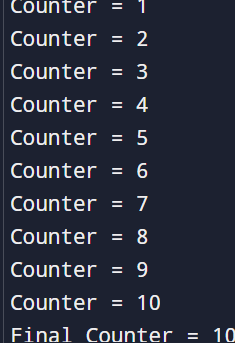 Counter = 1
Counter = 2
Counter = 3
Counter = 4
Counter = 5
Counter = 6
Counter = 7
Counter = 8
Counter = 9
Counter = 10
Final Counter = 10